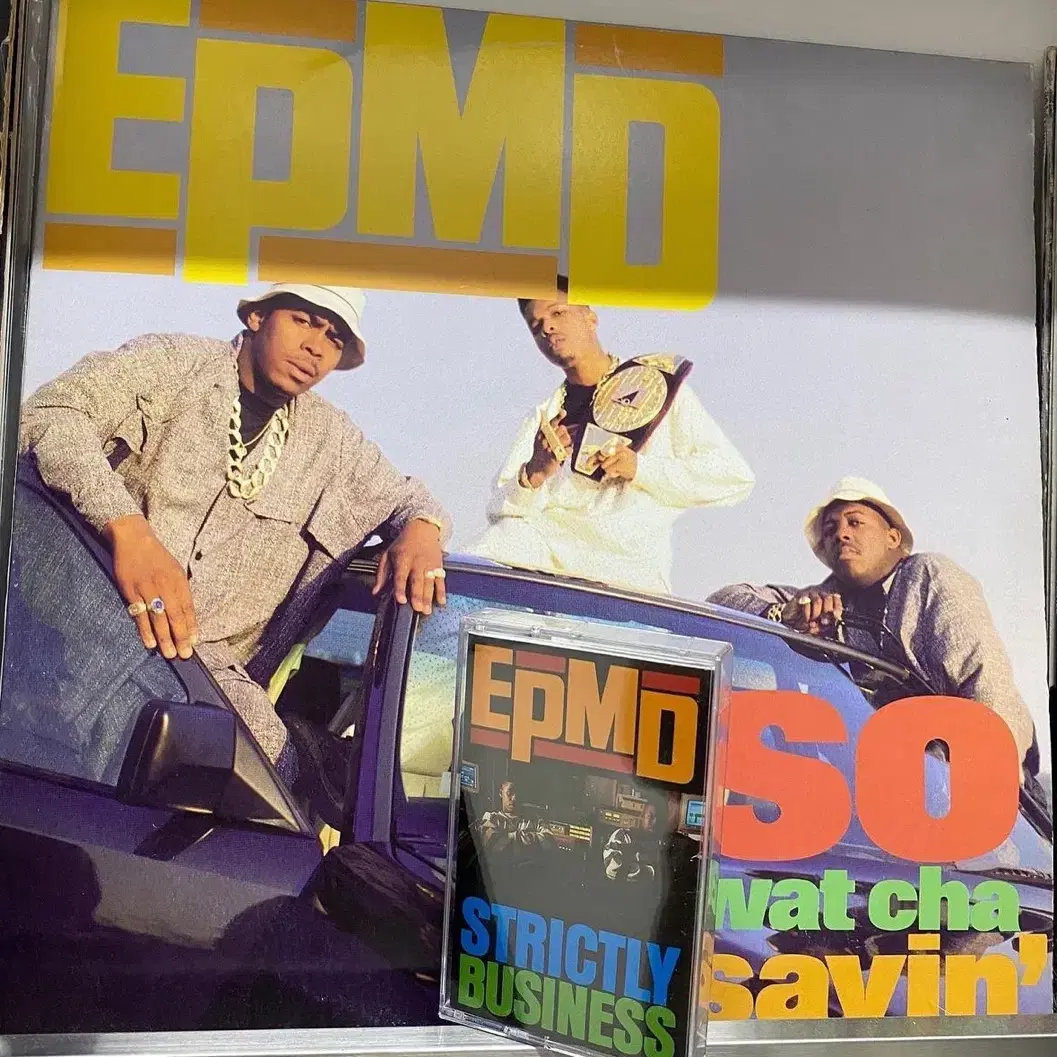 EPMD
EPMD
STRICTLY
BUSINESS
SO
wat cha
sayin'